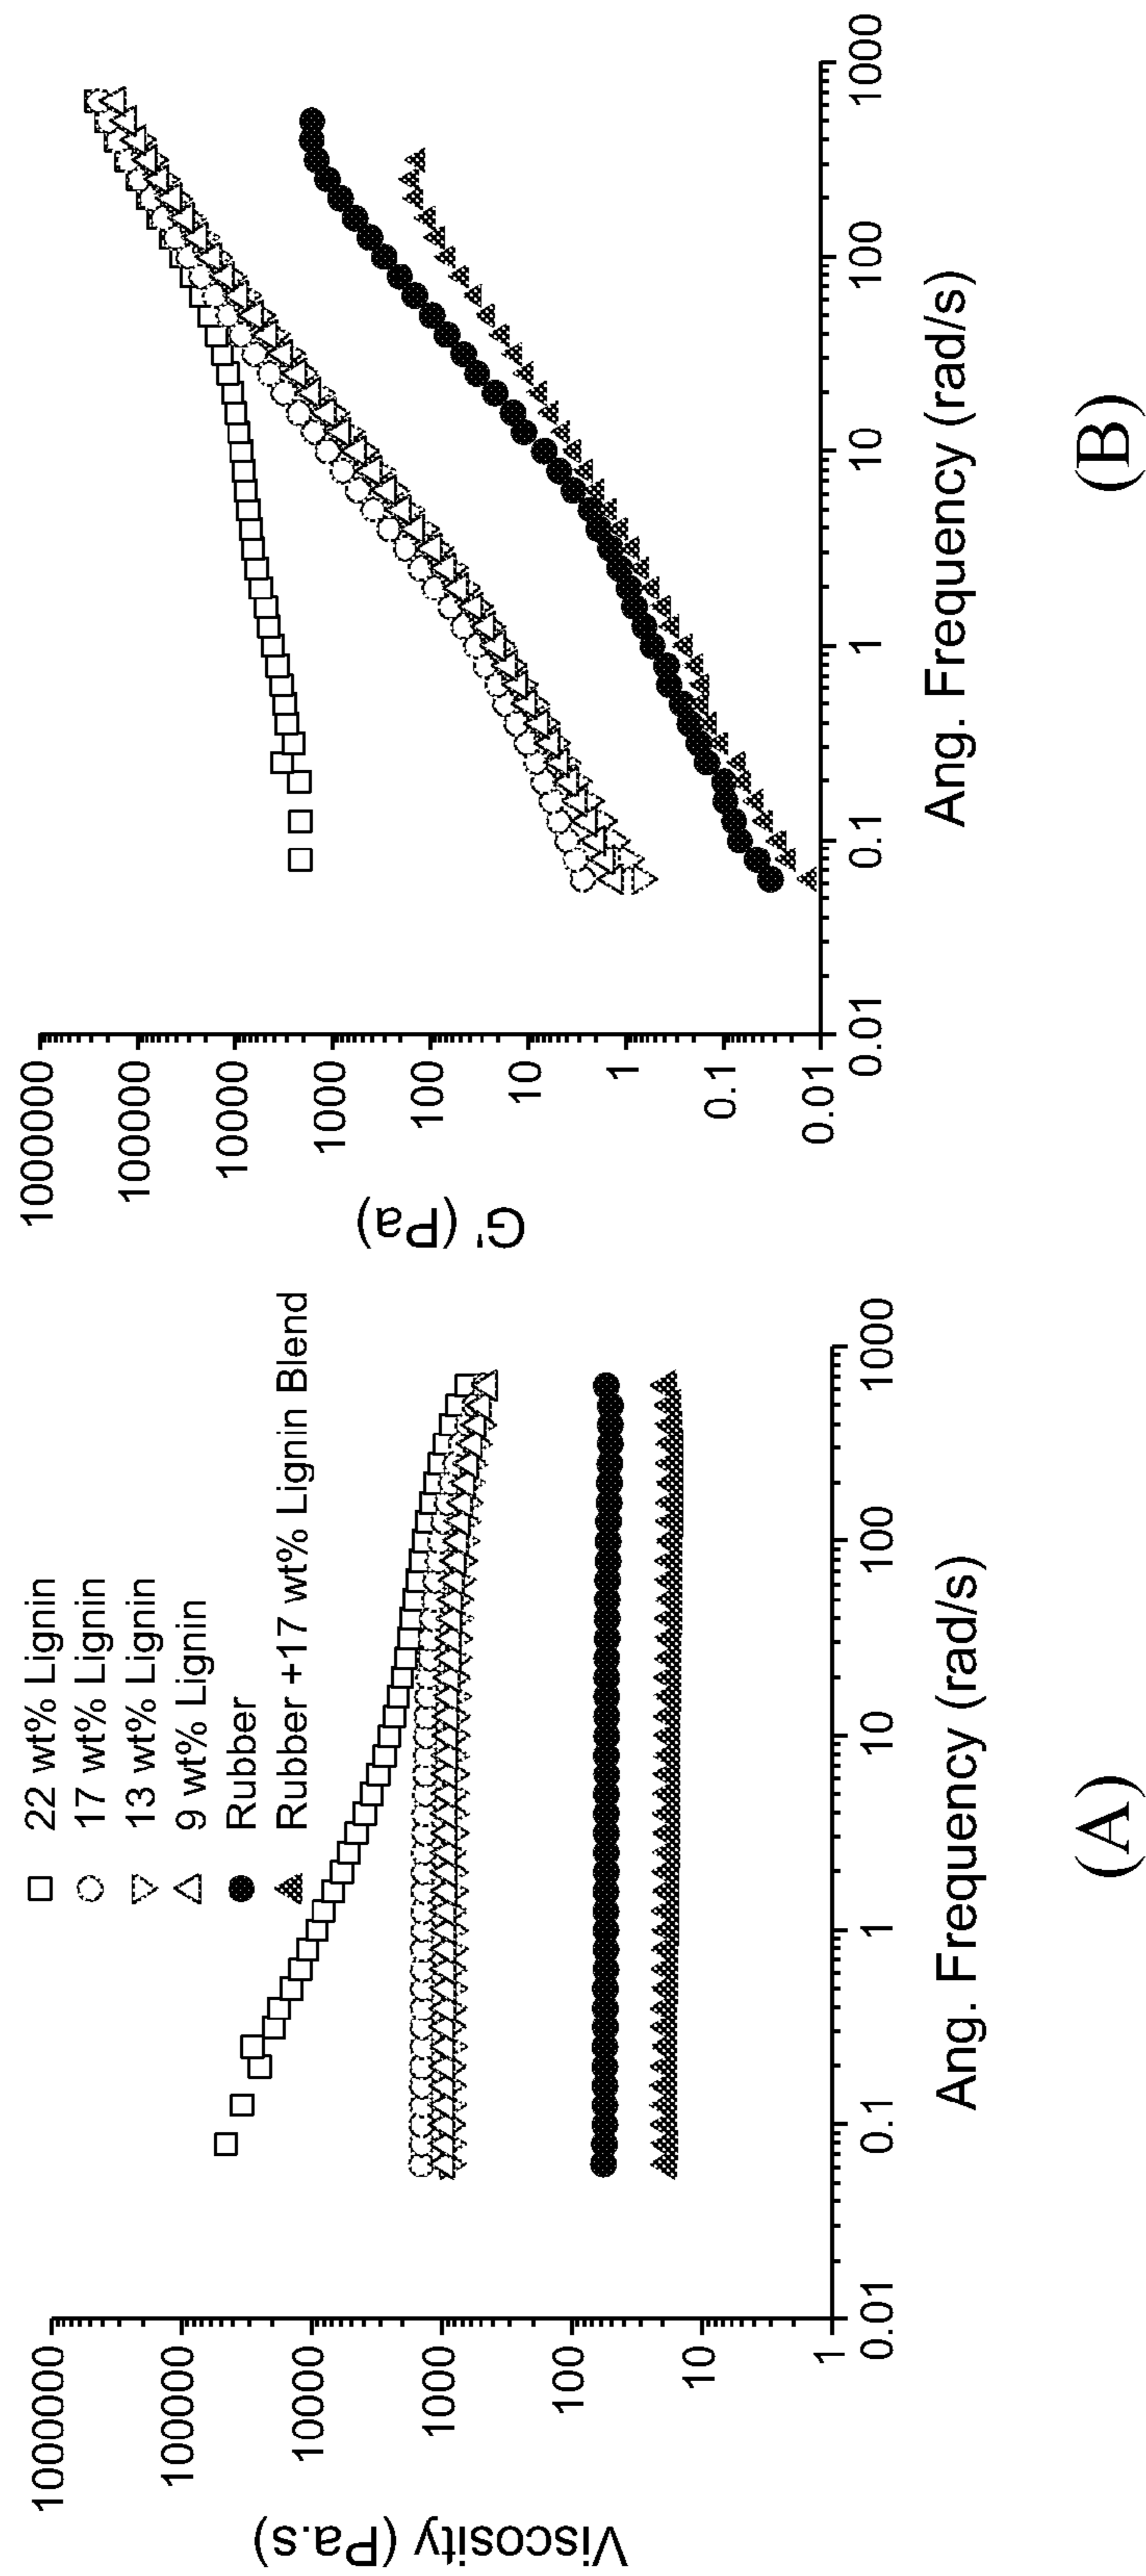 22 wt% Lignin
17 wt% Lignin
13 wt% Lignin
9 wt% Lignin
Rubber
Rubber +17 wt% Lignin Blend
Viscosity (Pa.s)
1000000
100000
10000
1000
100
10
1
0.01
0.1
1
10
100
1000
Ang. Frequency (rad/s)
(A)
G' (Pa)
1000000
100000
10000
1000
100
10
1
0.1
0.01
0.01
0.1
1
10
100
1000
Ang. Frequency (rad/s)
(B)